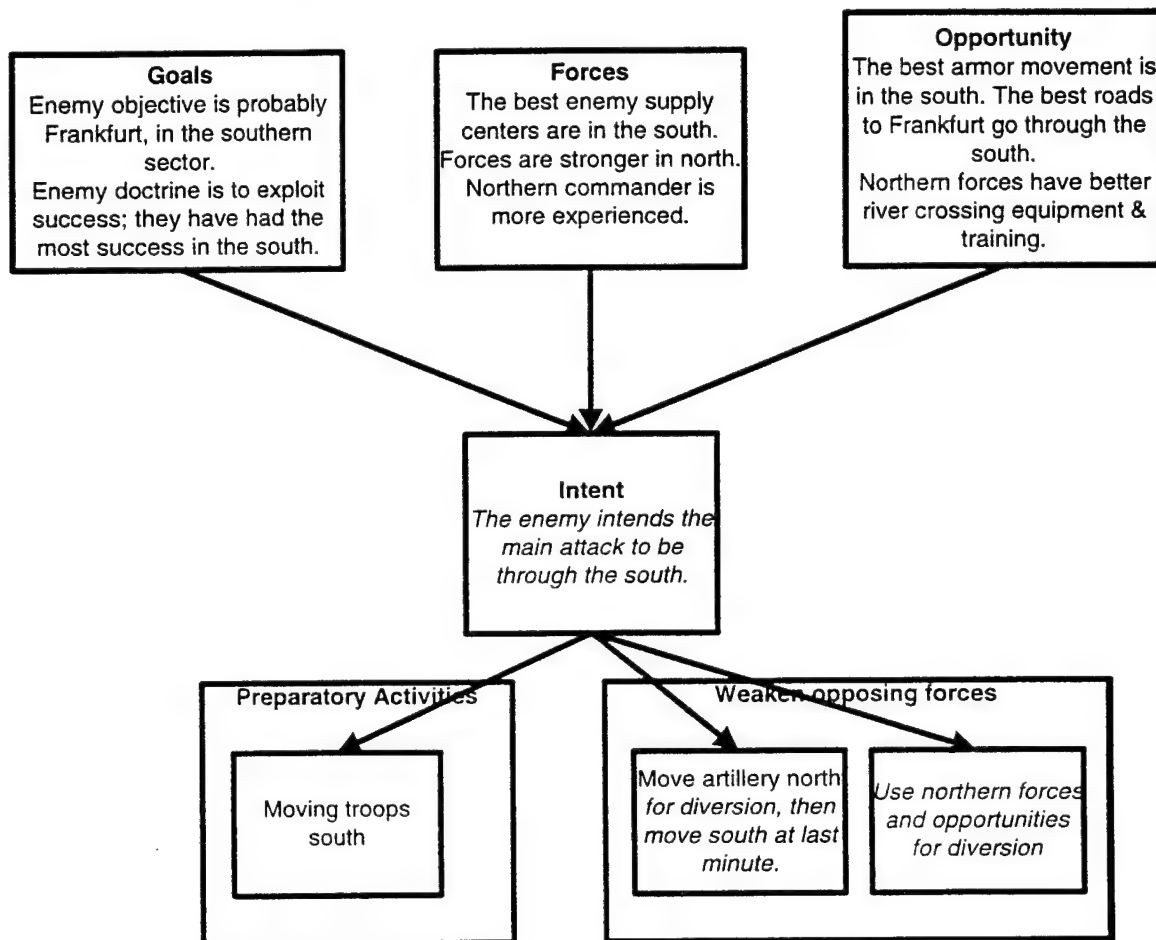 Goals
Enemy objective is probably
Frankfurt, in the southern
sector.
Enemy doctrine is to exploit
success; they have had the
most success in the south.
Forces
The best enemy supply
centers are in the south.
Forces are stronger in north.
Northern commander is
more experienced.
Opportunity
The best armor movement is
in the south. The best roads
to Frankfurt go through the
south.
Northern forces have better
river crossing equipment &
training.
Intent
The enemy intends the
main attack to be
through the south.
Preparatory Activities
Moving troops
south
Weaken opposing forces
Move artillery north
for diversion, then
move south at last
minute.
Use northern forces
and opportunities
for diversion